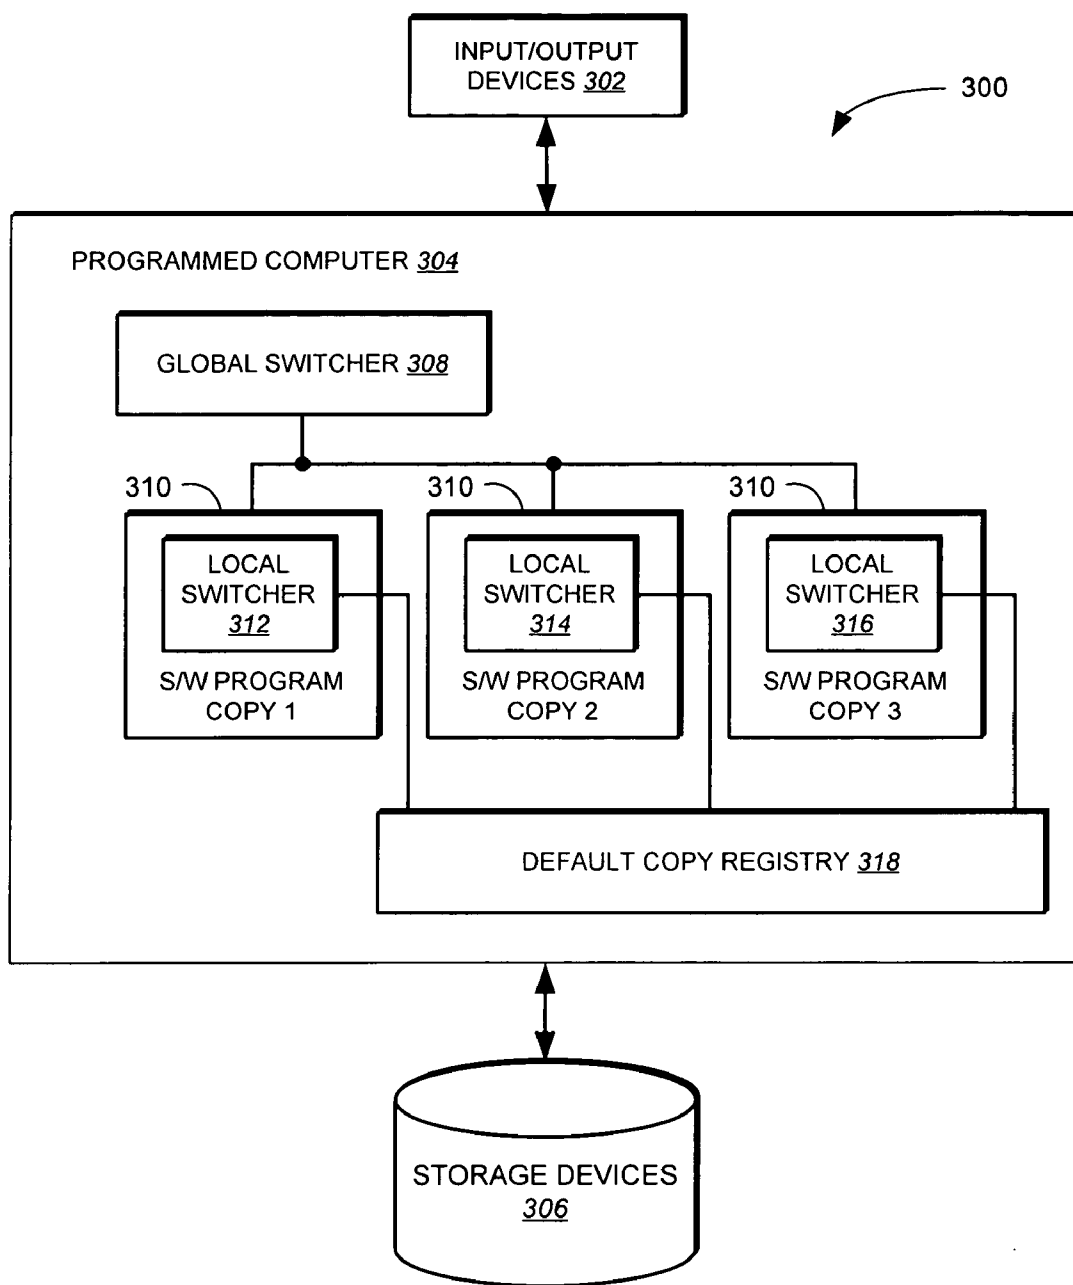 INPUT/OUTPUT
DEVICES 302
300
PROGRAMMED COMPUTER 304
GLOBAL SWITCHER 308
310
310
310
LOCAL
SWITCHER
312
S/W PROGRAM
COPY 1
LOCAL
SWITCHER
314
S/W PROGRAM
COPY 2
LOCAL
SWITCHER
316
S/W PROGRAM
COPY 3
DEFAULT COPY REGISTRY 318
STORAGE DEVICES
306